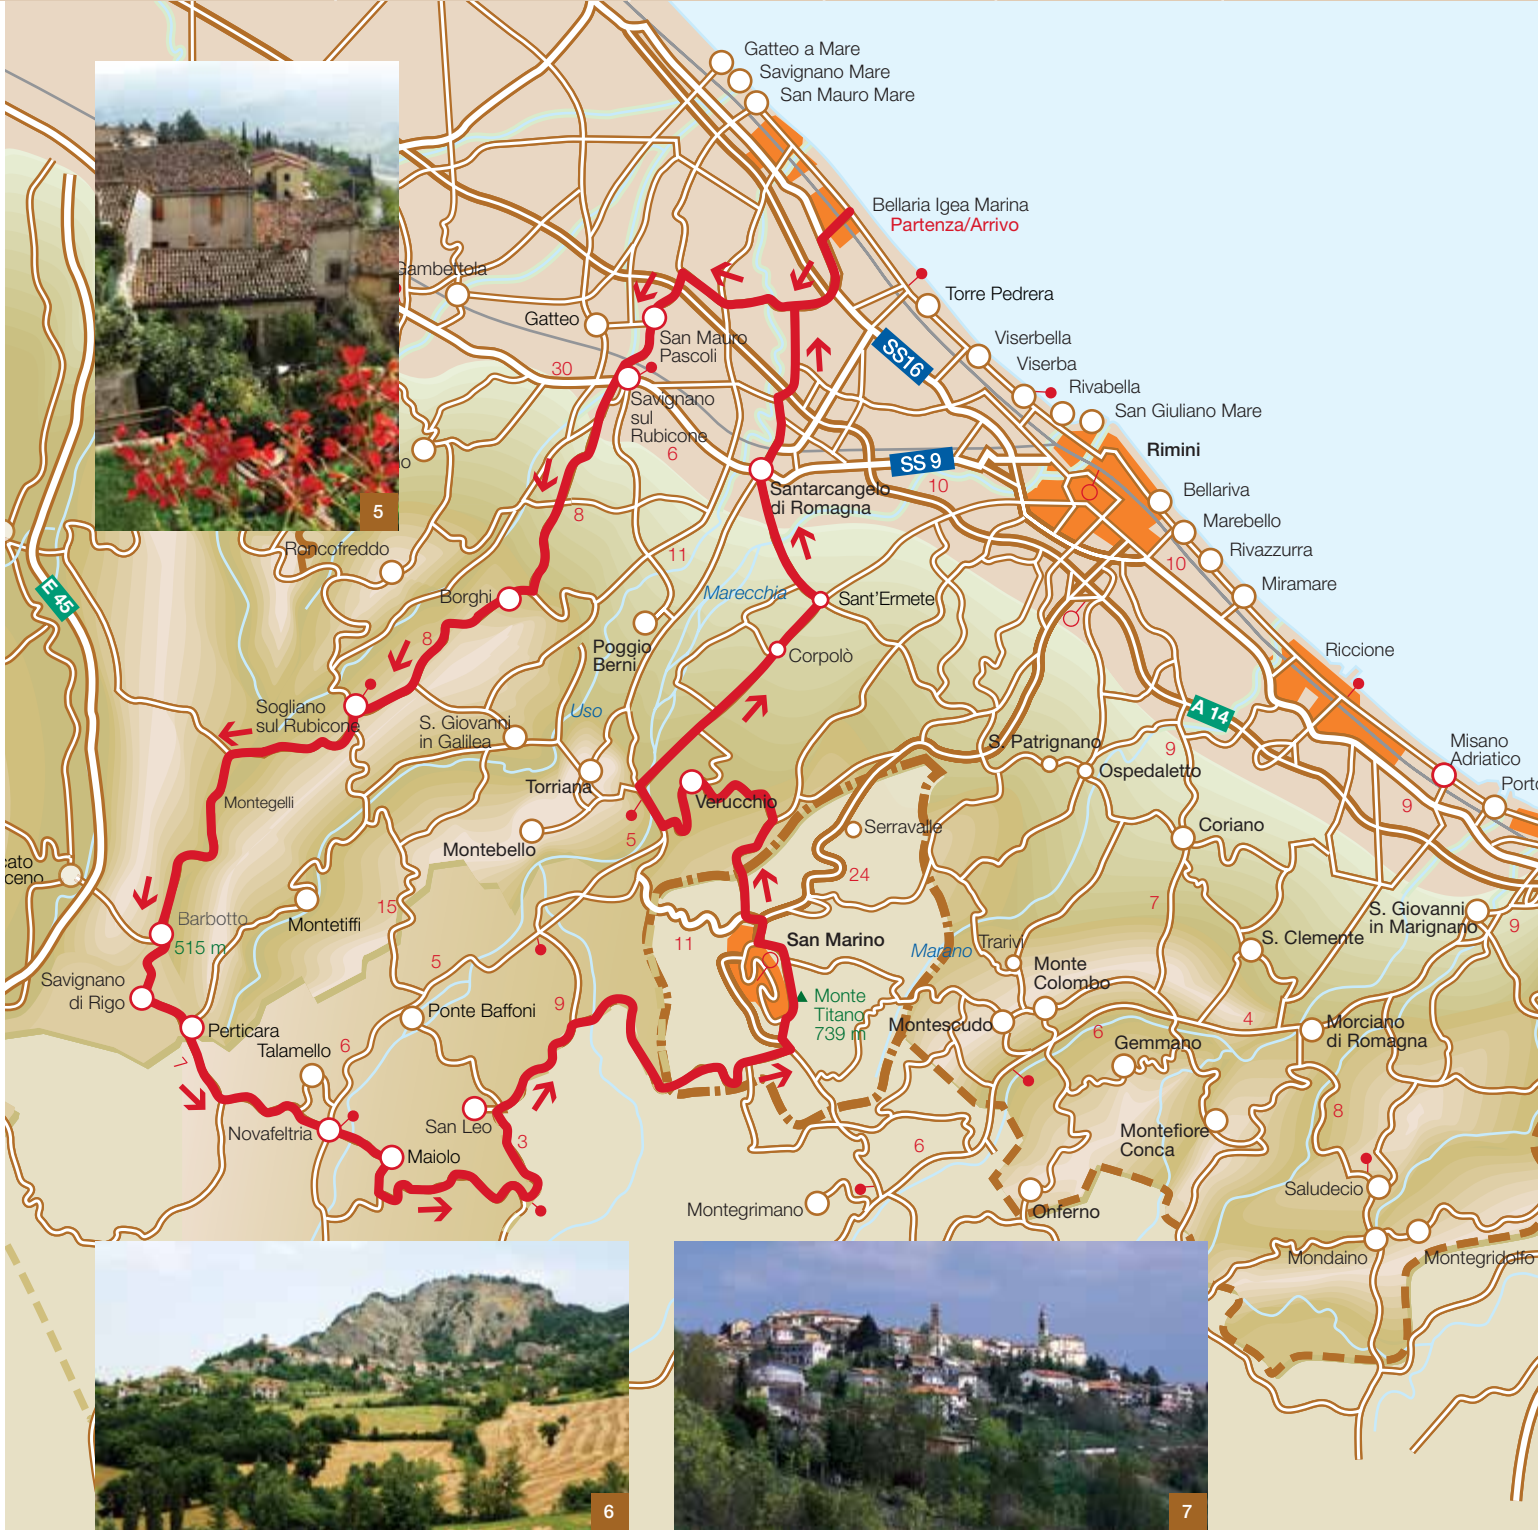 Gatteo a Mare
Savignano Mare
San Mauro Mare
Bellaria Igea Marina
Partenza/Arrivo
Gambettola
Torre Pedrera
Gatteo
San Mauro
Pascoli
SS16
Viserbella
Viserba
30
Rivabella
Savignano
sul
Rubicone
San Giuliano Mare
6
Rimini
SS 9
10
Santarcangelo
di Romagna
Bellariva
5
8
Marebello
Roncofreddo
11
Rivazzurra
10
E 45
Miramare
Borghi
Marecchia
Sant'Ermete
8
Poggio
Berni
Corpolò
Riccione
Sogliano
sul Rubicone
Uso
S. Giovanni
in Galilea
A 14
S. Patrignano
9
Misano
Adriatico
Ospedaletto
Torriana
Verucchio
Montegelli
9
5
Serravalle
Coriano
Montebello
24
cato
ceno
15
7
Barbotto
515 m
Montetiffi
S. Giovanni
in Marignano
9
11
San Marino
Marano
Trarivi
S. Clemente
5
Savignano
di Rigo
Monte
Colombo
Monte
Titano
739 m
9
Ponte Baffoni
Perticara
Montescudo
6
4
Morciano
di Romagna
Talamello
6
Gemmano
7
8
San Leo
Novafeltria
3
Montefiore
Conca
6
Maiolo
Saludecio
Montegrimano
Onferno
Mondaino
Montegridolfo
6
7